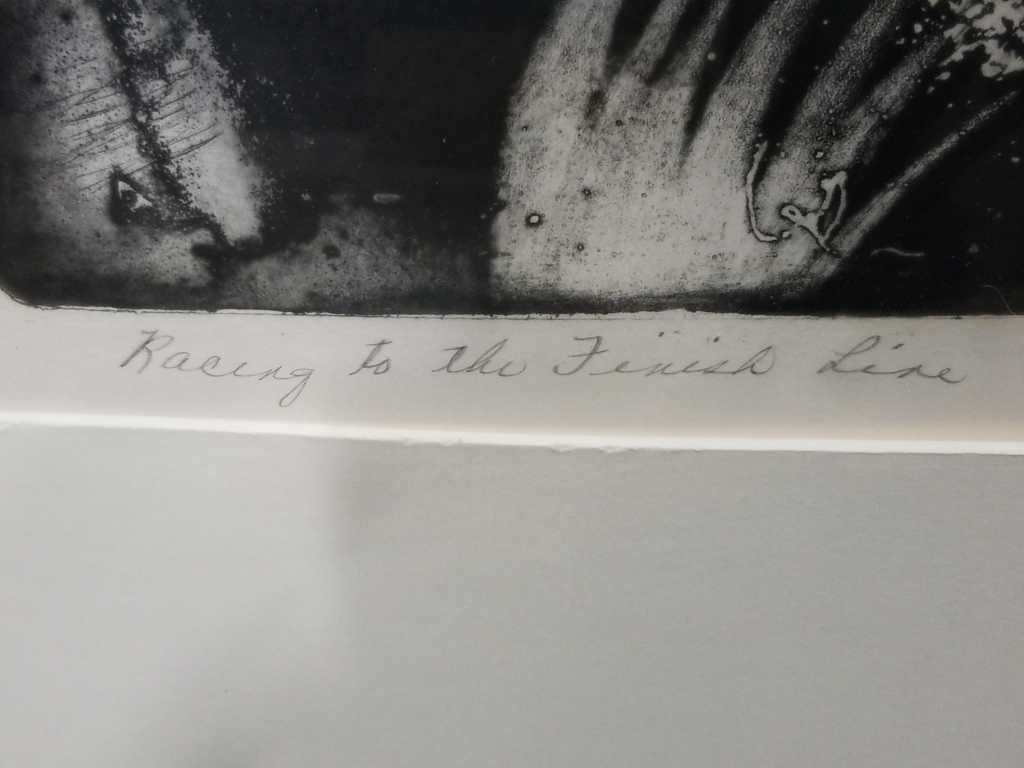 Racing to the Finish Line